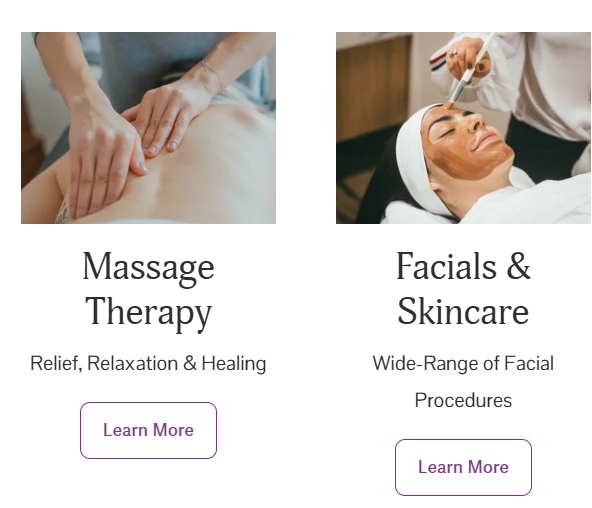 Massage
Therapy
Relief, Relaxation & Healing
Learn More
Facials &
Skincare
Wide-Range of Facial
Procedures
Learn More